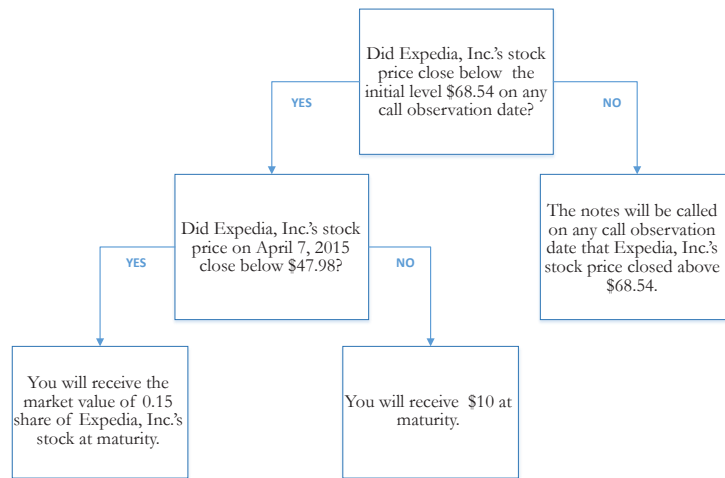 Did Expedia, Inc.'s stock
price close below the
initial level $68.54 on any
call observation date?
YES
NO
Did Expedia, Inc.'s stock
price on April 7, 2015
close below $47.98?
The notes will be called
on any call observation
date that Expedia, Inc.'s
stock price closed above
$68.54.
YES
NO
You will receive the
market value of 0.15
share of Expedia, Inc.'s
stock at maturity.
You will receive $10 at
maturity.